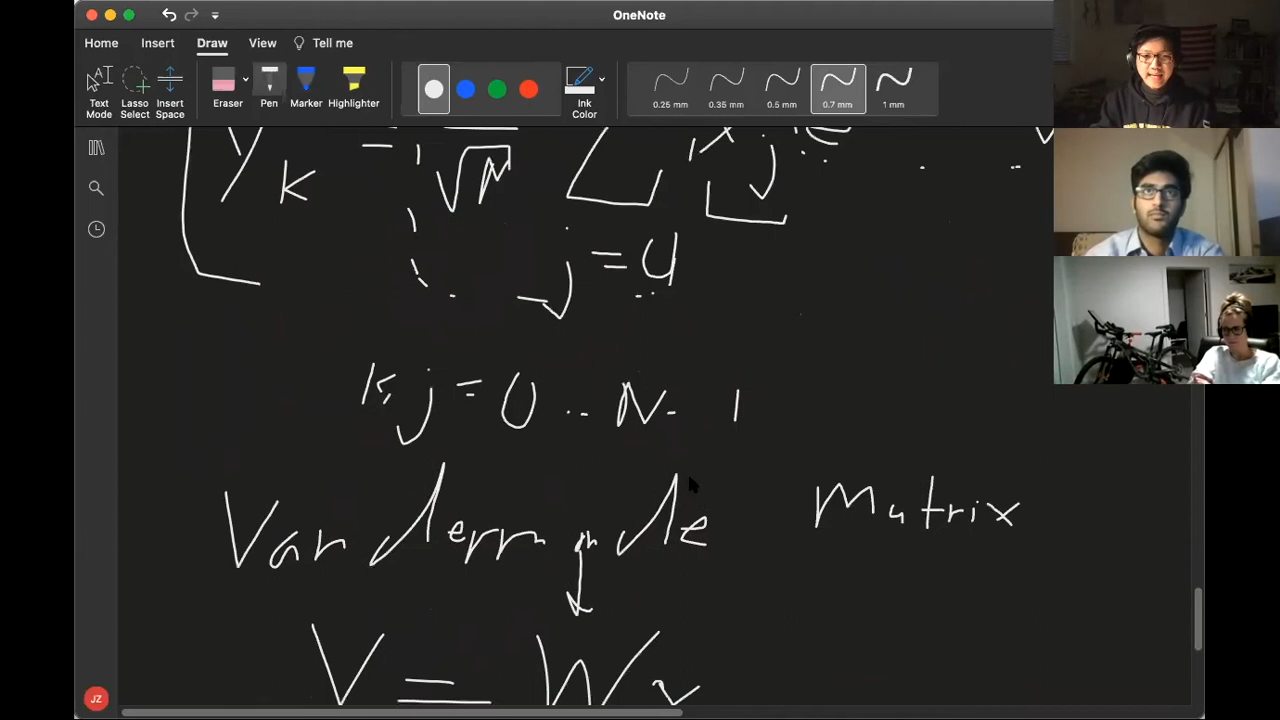 OneNote
Home Insert Draw View Tell me
Text Mode Lasso Select Insert Space Eraser Pen Marker Highlighter Ink Color 0.25 mm 0.35 mm 0.5 mm 0.7 mm 1 mm
y k = 1 √N Σ x j
j = 0
k, j = 0 .. N - 1
Vandermonde Matrix
y = W x
JZ